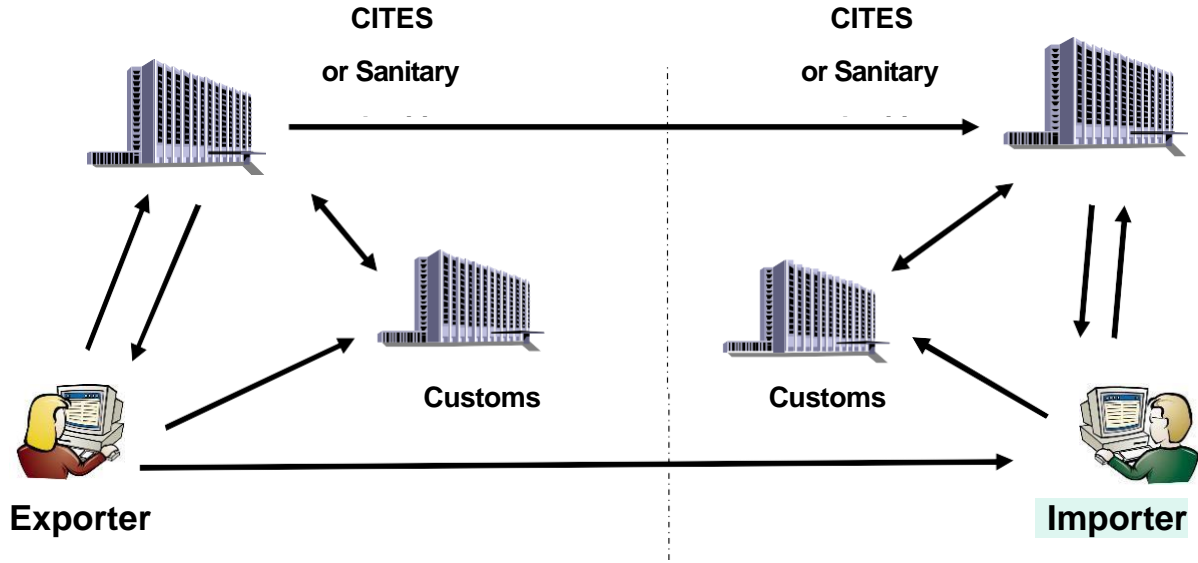 CITES
or Sanitary
CITES
or Sanitary
Customs
Customs
Exporter
Importer